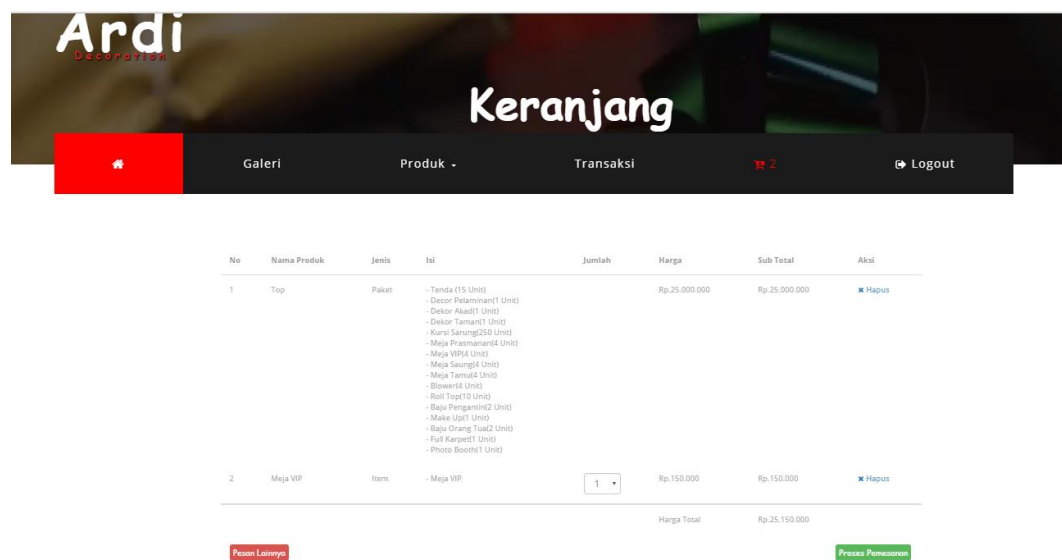 Ardi
Decoration
Keranjang
Galeri Produk Transaksi 2 Logout
No Nama Produk Jenis Isi Jumlah Harga Sub Total Aksi
1 Top Paket - Tenda (15 Unit) Rp.25.000.000 Rp.25.000.000 Hapus
- Decor Pelaminan(1 Unit)
- Dekor Akad(1 Unit)
- Dekor Taman(1 Unit)
- Kursi Sarung(250 Unit)
- Meja Prasmanan(4 Unit)
- Meja VIP(4 Unit)
- Meja Saung(4 Unit)
- Meja Tamu(4 Unit)
- Blower(4 Unit)
- Roll Top(10 Unit)
- Baju Pengantin(2 Unit)
- Make Up(1 Unit)
- Baju Orang Tua(2 Unit)
- Full Karpet(1 Unit)
- Photo Booth(1 Unit)
2 Meja VIP Item - Meja VIP 1 Rp.150.000 Rp.150.000 Hapus
Harga Total Rp.25.150.000
Pesan Lainnya Proses Pemesanan